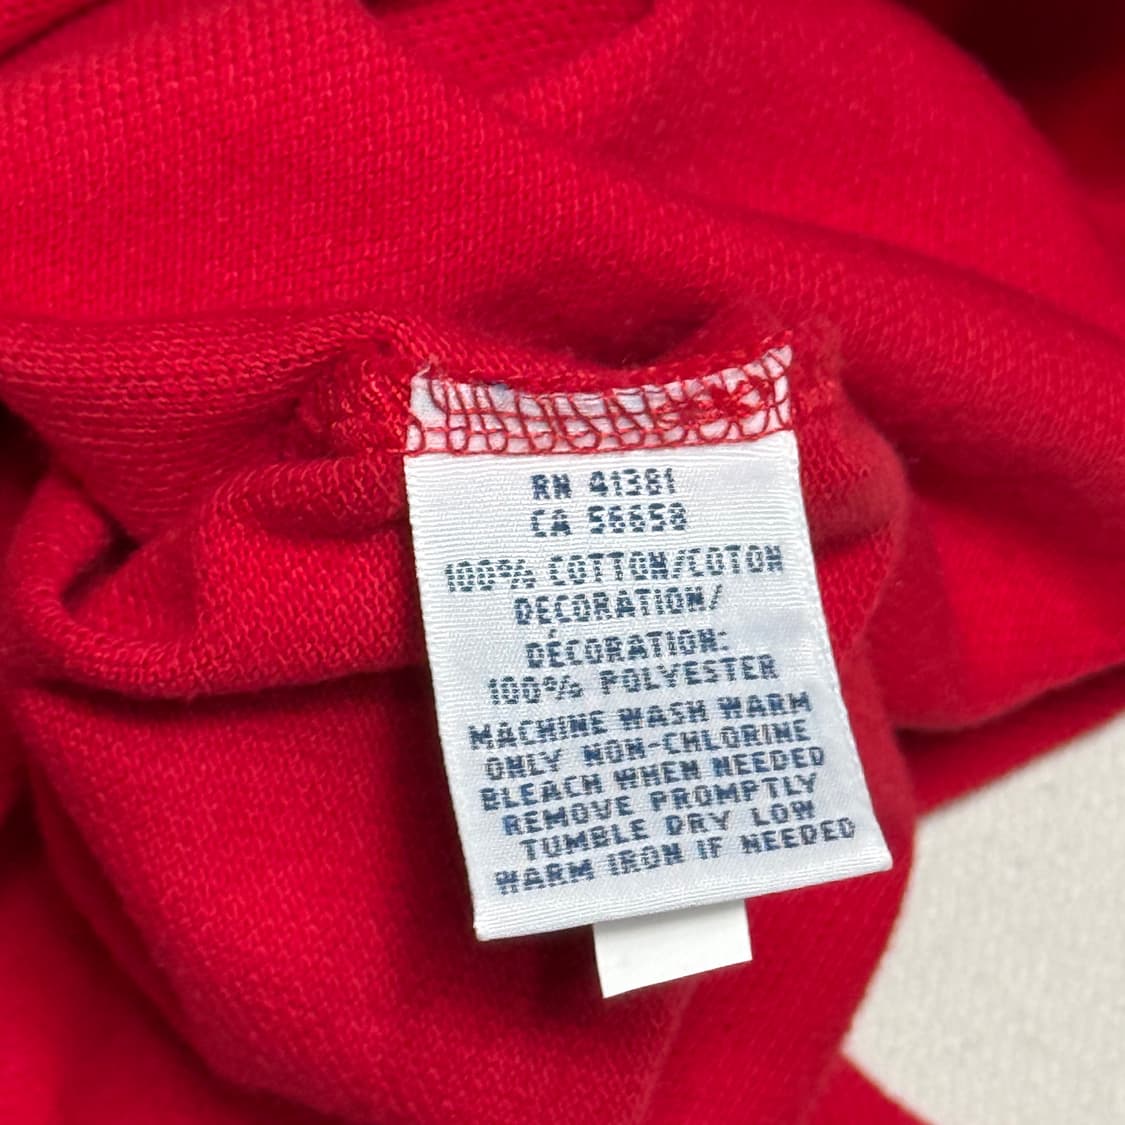 RN 41381
CA 56658
100% COTTON/COTON
DECORATION/
DÉCORATION:
100% POLYESTER
MACHINE WASH WARM
ONLY NON-CHLORINE
BLEACH WHEN NEEDED
REMOVE PROMPTLY
TUMBLE DRY LOW
WARM IRON IF NEEDED